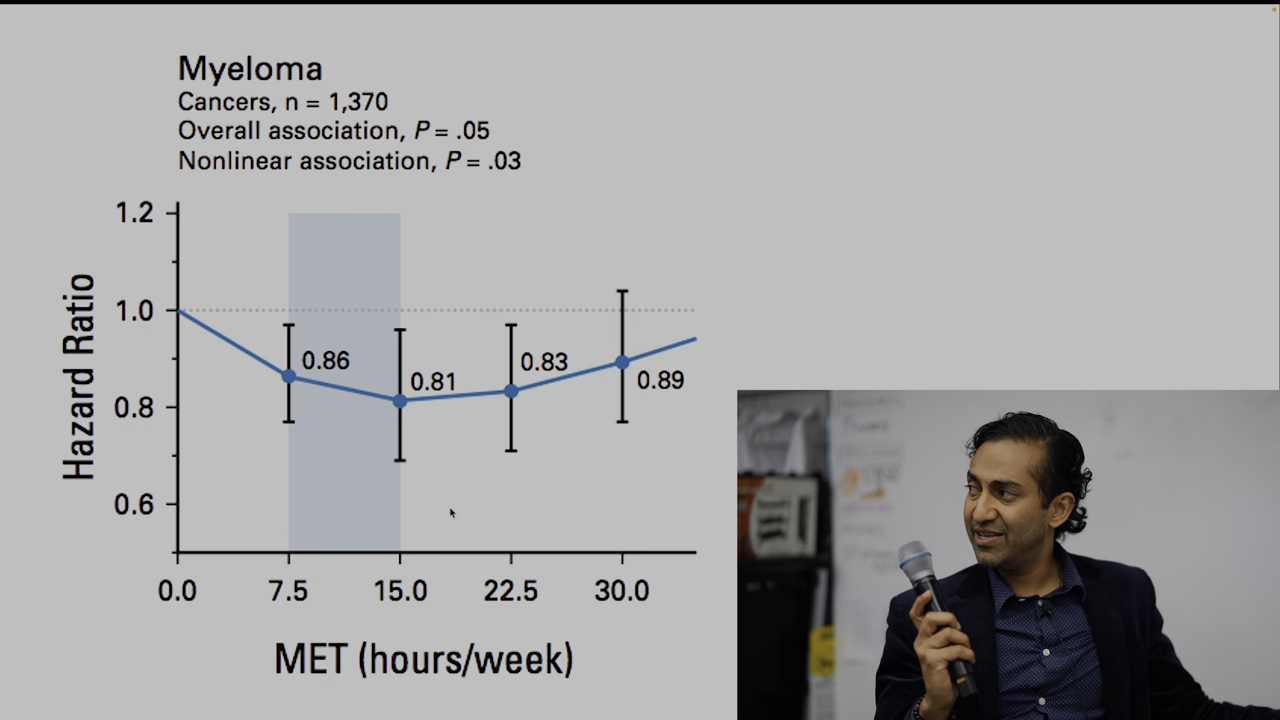 Myeloma
Cancers, n = 1,370
Overall association, P = .05
Nonlinear association, P = .03
Hazard Ratio
1.2
1.0
0.8
0.6
0.86
0.81
0.83
0.89
0.0 7.5 15.0 22.5 30.0
MET (hours/week)